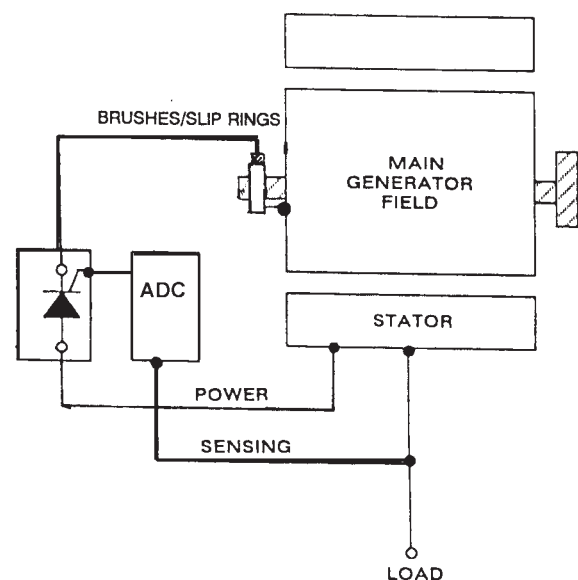 BRUSHES/SLIP RINGS
MAIN
GENERATOR
FIELD
ADC
STATOR
POWER
SENSING
LOAD